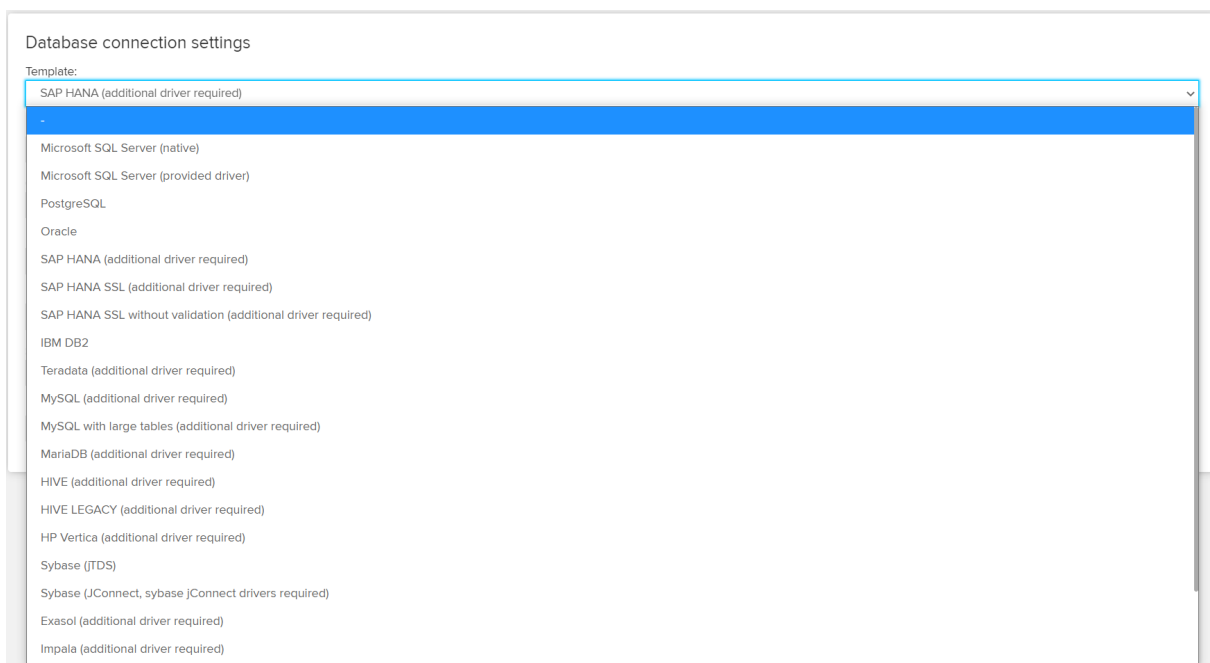 Database connection settings
Template:
SAP HANA (additional driver required)
-
Microsoft SQL Server (native)
Microsoft SQL Server (provided driver)
PostgreSQL
Oracle
SAP HANA (additional driver required)
SAP HANA SSL (additional driver required)
SAP HANA SSL without validation (additional driver required)
IBM DB2
Teradata (additional driver required)
MySQL (additional driver required)
MySQL with large tables (additional driver required)
MariaDB (additional driver required)
HIVE (additional driver required)
HIVE LEGACY (additional driver required)
HP Vertica (additional driver required)
Sybase (jTDS)
Sybase (JConnect, sybase jConnect drivers required)
Exasol (additional driver required)
Impala (additional driver required)